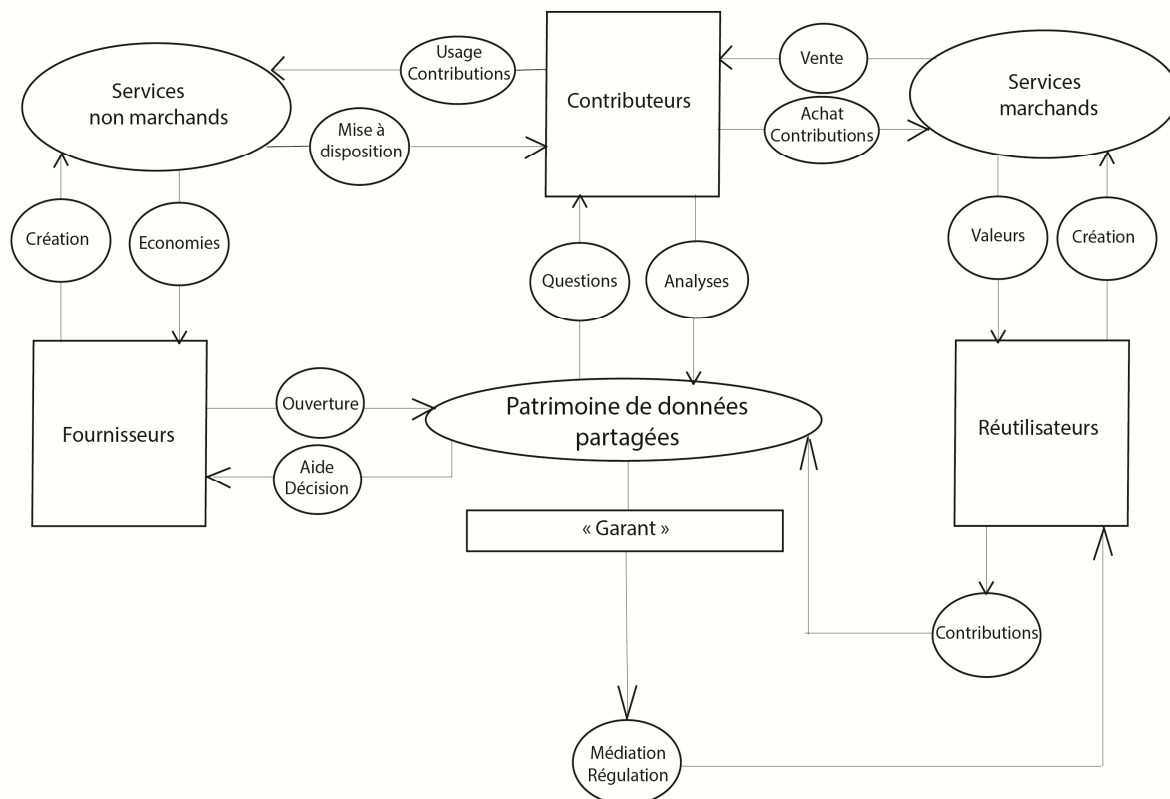 Usage
Contributions
Vente
Services
non marchands
Contributeurs
Services
marchands
Achat
Contributions
Mise à
disposition
Création
Economies
Questions
Analyses
Valeurs
Création
Ouverture
Patrimoine de données
partagées
Fournisseurs
Réutilisateurs
Aide
Décision
« Garant »
Contributions
Médiation
Régulation